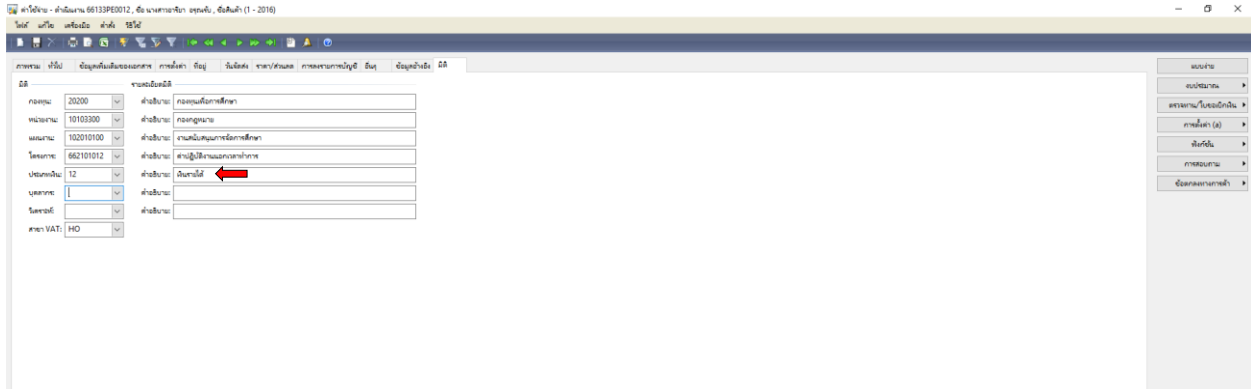 ค่าใช้จ่าย - ดำเนินงาน 66133PE0012 , ชื่อ นางสาวอาริยา อรุณจับ , ชื่อสินค้า (1 - 2016)
ไฟล์ แก้ไข เครื่องมือ คำสั่ง วิธีใช้
ภาพรวม ทั่วไป ข้อมูลเพิ่มเติมของเอกสาร การตั้งค่า ที่อยู่ วันจัดส่ง ราคา/ส่วนลด การลงรายการบัญชี อื่นๆ ข้อมูลอ้างอิง มิติ
มิติ รายละเอียดมิติ
กองทุน: 20200 คำอธิบาย: กองทุนเพื่อการศึกษา
หน่วยงาน: 10103300 คำอธิบาย: กองกฎหมาย
แผนงาน: 102010100 คำอธิบาย: งานสนับสนุนการจัดการศึกษา
โครงการ: 662101012 คำอธิบาย: ค่าปฏิบัติงานนอกเวลาทำการ
ประเภทเงิน: 12 คำอธิบาย: เงินรายได้
บุคลากร: คำอธิบาย:
วิเคราะห์: คำอธิบาย:
สาขา VAT: HO
แบบง่าย
งบประมาณ
ตรวจทาน/ใบขอเบิกเงิน
การตั้งค่า (a)
ฟังก์ชัน
การสอบถาม
ข้อตกลงทางการค้า